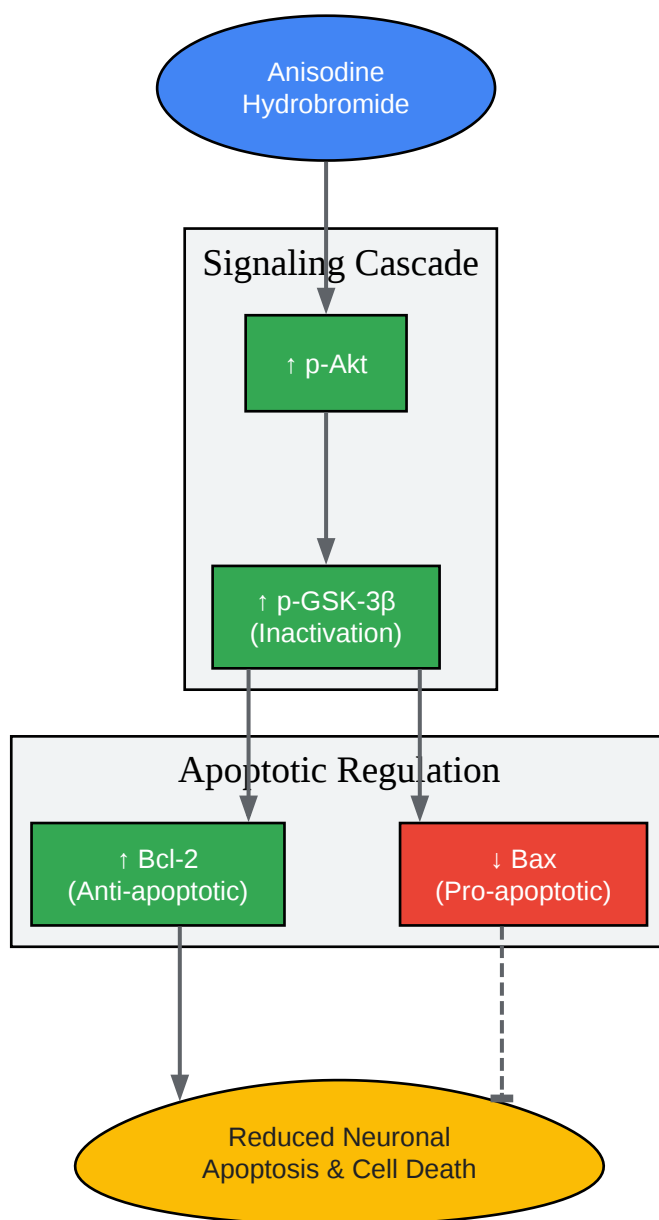 Anisodine
Hydrobromide
Signaling Cascade
↑ p-Akt
↑ p-GSK-3β
(Inactivation)
Apoptotic Regulation
↑ Bcl-2
(Anti-apoptotic)
↓ Bax
(Pro-apoptotic)
Reduced Neuronal
Apoptosis & Cell Death